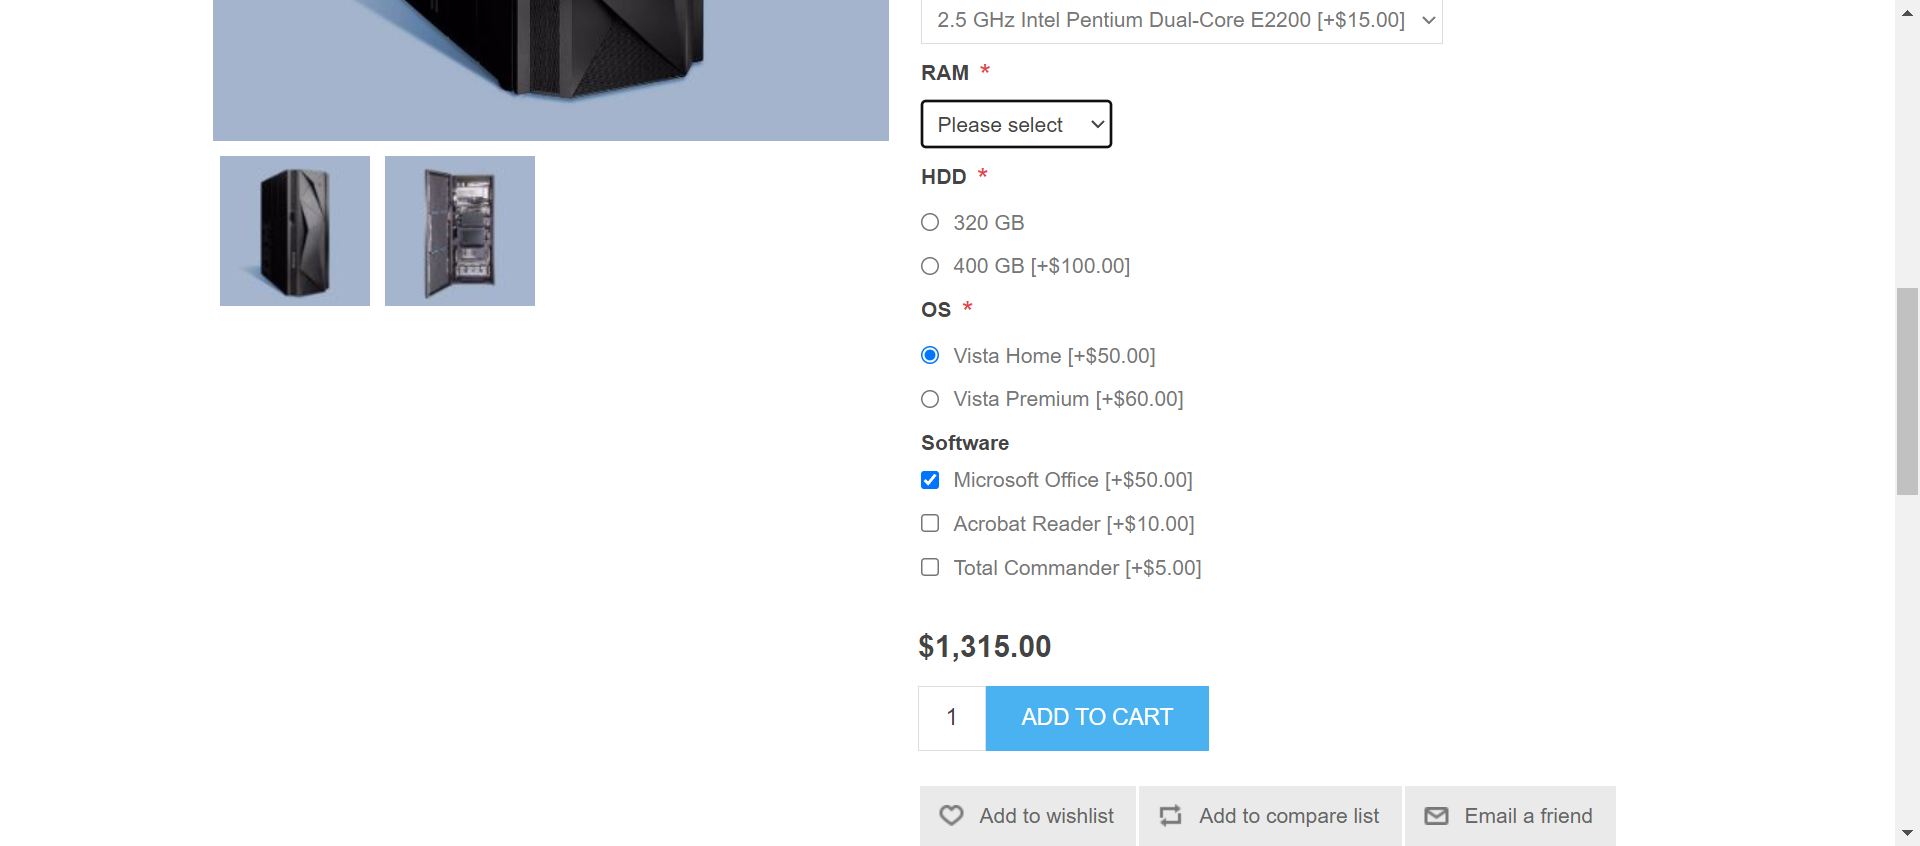 2.5 GHz Intel Pentium Dual-Core E2200 [+$15.00]
RAM *
Please select
HDD *
320 GB
400 GB [+$100.00]
OS *
Vista Home [+$50.00]
Vista Premium [+$60.00]
Software
Microsoft Office [+$50.00]
Acrobat Reader [+$10.00]
Total Commander [+$5.00]
$1,315.00
1 ADD TO CART
Add to wishlist Add to compare list Email a friend